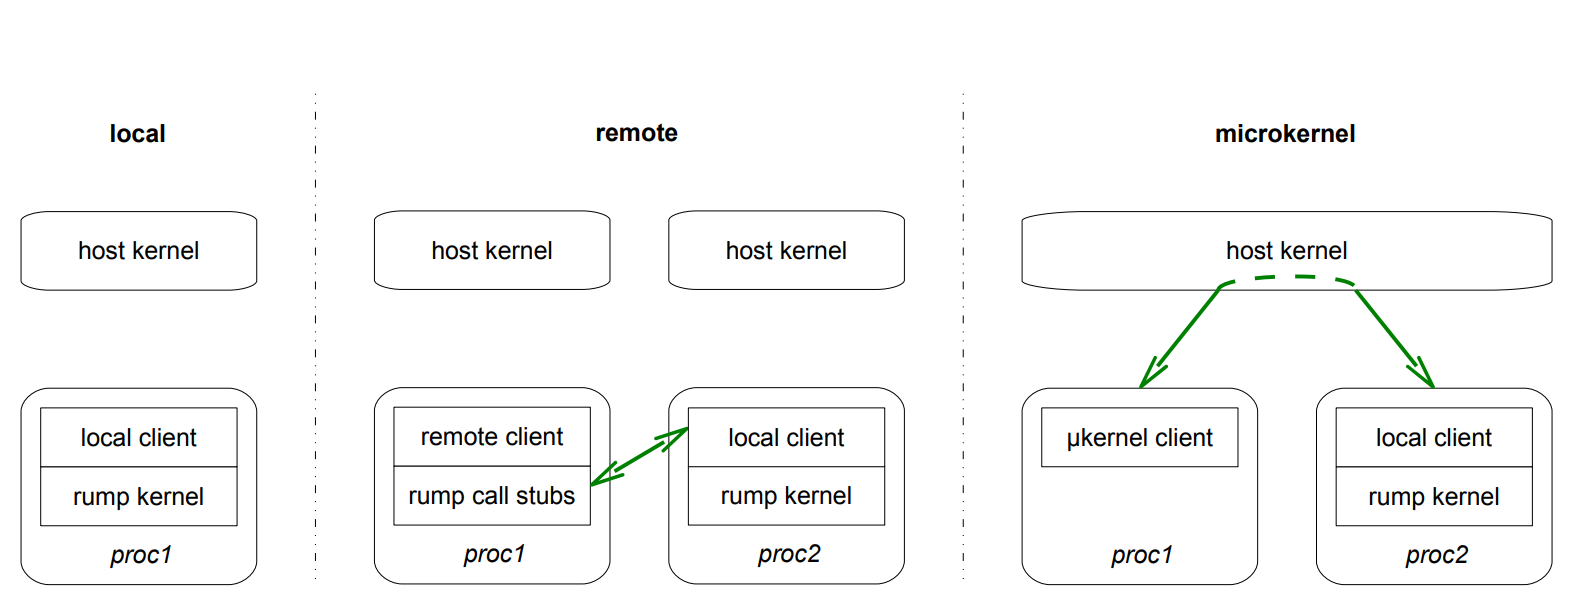 local
remote
microkernel
host kernel
host kernel
host kernel
host kernel
local client
rump kernel
proc1
remote client
rump call stubs
proc1
local client
rump kernel
proc2
µkernel client
proc1
local client
rump kernel
proc2